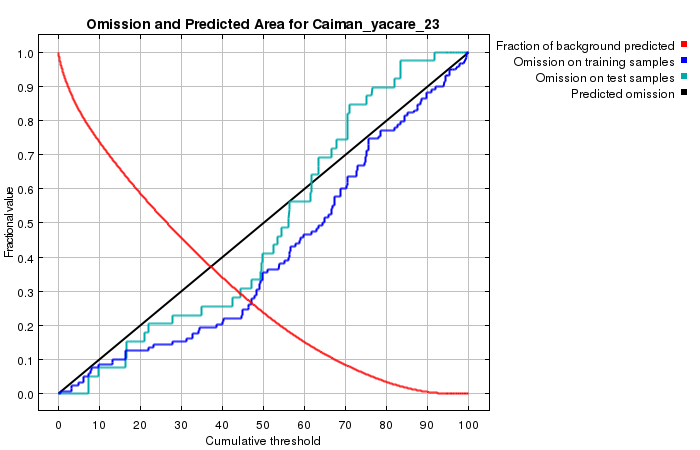 Omission and Predicted Area for Caiman_yacare_23
Fraction of background predicted
Omission on training samples
Omission on test samples
Predicted omission
Fractional value
1.0
0.9
0.8
0.7
0.6
0.5
0.4
0.3
0.2
0.1
0.0
0 10 20 30 40 50 60 70 80 90 100
Cumulative threshold